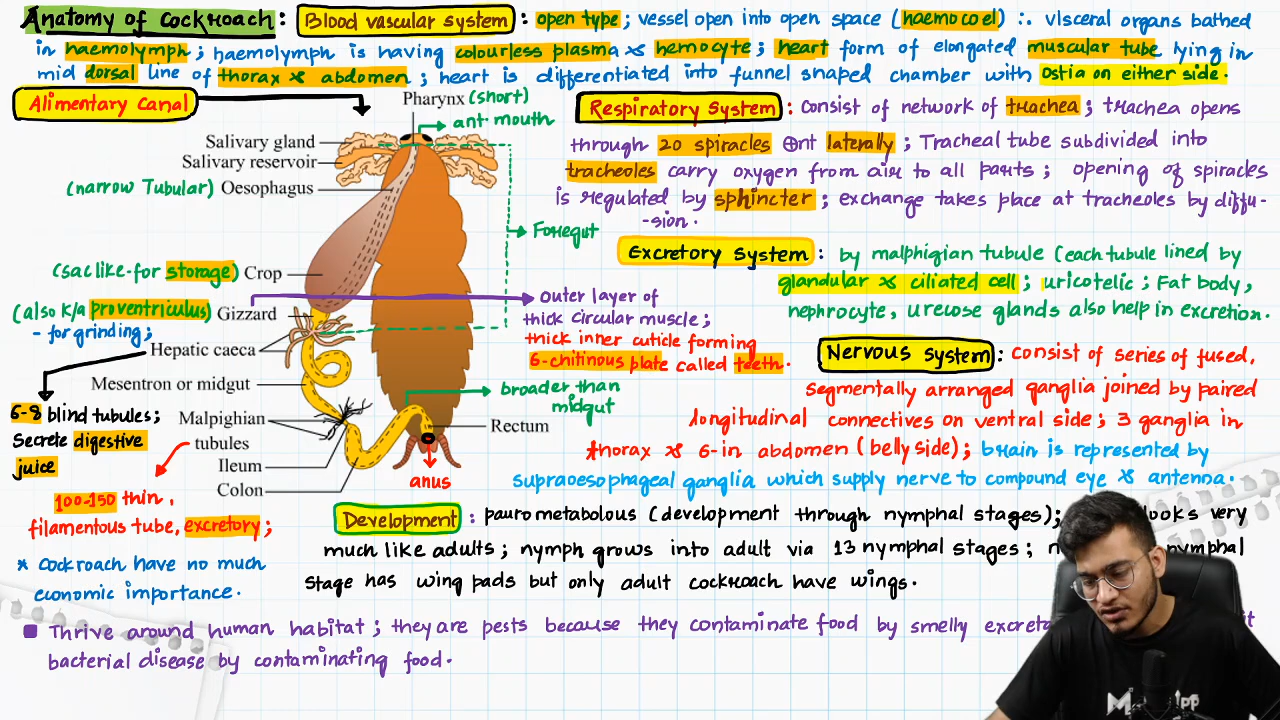 Anatomy of Cockroach : Blood vascular system : open type ; vessel open into open space (haemocoel) ∴ visceral organs bathed
in haemolymph ; haemolymph is having colourless plasma & hemocyte ; heart form of elongated muscular tube lying in
mid dorsal line of thorax & abdomen ; heart is differentiated into funnel shaped chamber with Ostia on either side.
Alimentary Canal
Pharynx (short)
ant. mouth
Salivary gland
Salivary reservoir
(narrow Tubular) Oesophagus
Foregut
(sac like-for storage) Crop
(also k/a proventriculus) Gizzard
- for grinding ;
Hepatic caeca
Mesentron or midgut
6-8 blind tubules ;
Secrete digestive
juice
Malpighian
tubules
Ileum
Colon
100-150 thin ,
filamentous tube, excretory ;
outer layer of
thick circular muscle ;
thick inner cuticle forming
6-chitinous plate called teeth .
broader than
midgut
Rectum
anus
Respiratory System : consist of network of trachea ; trachea opens
through 20 spiracles laterally ; Tracheal tube subdivided into
tracheoles carry oxygen from air to all parts ; opening of spiracles
is regulated by sphincter ; exchange takes place at tracheoles by diffu-
-sion .
Excretory System : by malphigian tubule (each tubule lined by
glandular & ciliated cell ; uricotelic ; Fat body,
nephrocyte, urecose glands also help in excretion.
Nervous System : consist of series of fused,
segmentally arranged ganglia joined by paired
longitudinal connectives on ventral side ; 3 ganglia in
thorax & 6-in abdomen (belly side) ; brain is represented by
supraoesophageal ganglia which supply nerve to compound eye & antenna .
Development : paurometabolous (development through nymphal stages) ; looks very
much like adults ; nymph grows into adult via 13 nymphal stages ; nymphal
stage has wing pads but only adult cockroach have wings .
* Cockroach have no much
economic importance .
Thrive around human habitat ; they are pests because they contaminate food by smelly
bacterial disease by contaminating food .